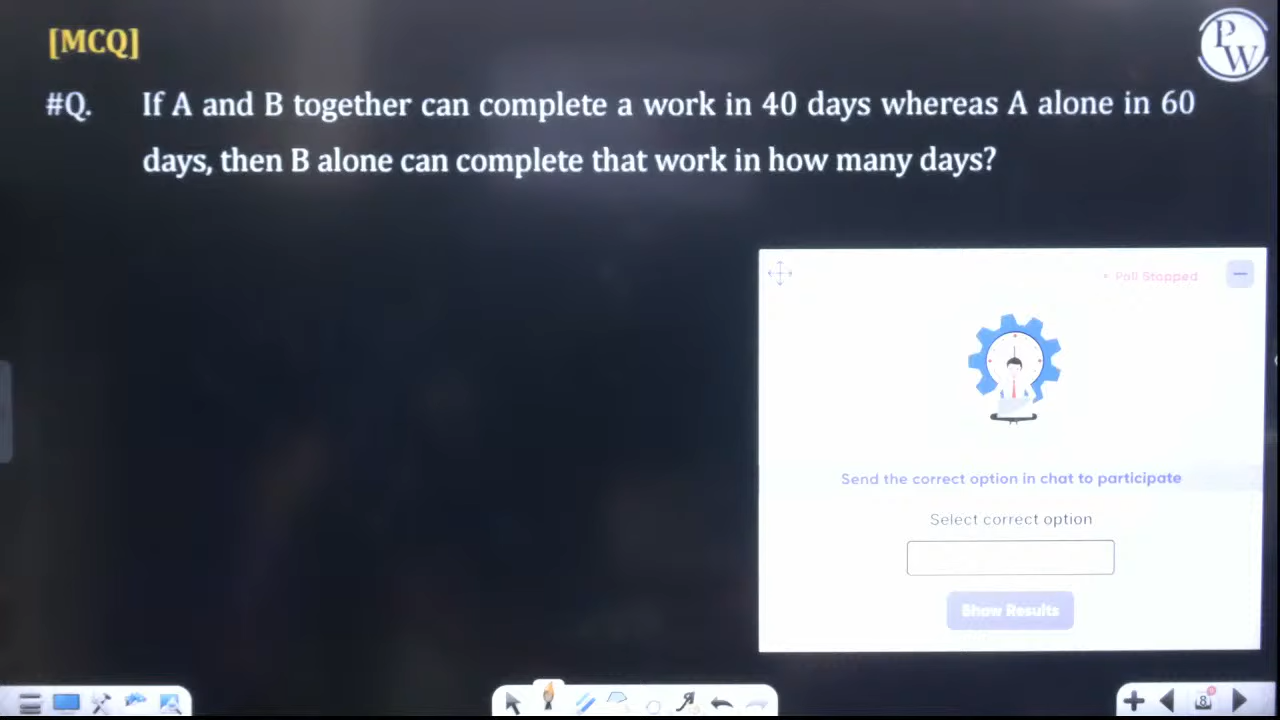 [MCQ]
PW
#Q. If A and B together can complete a work in 40 days whereas A alone in 60
days, then B alone can complete that work in how many days?
• Poll Stopped
Send the correct option in chat to participate
Select correct option
Show Results
8